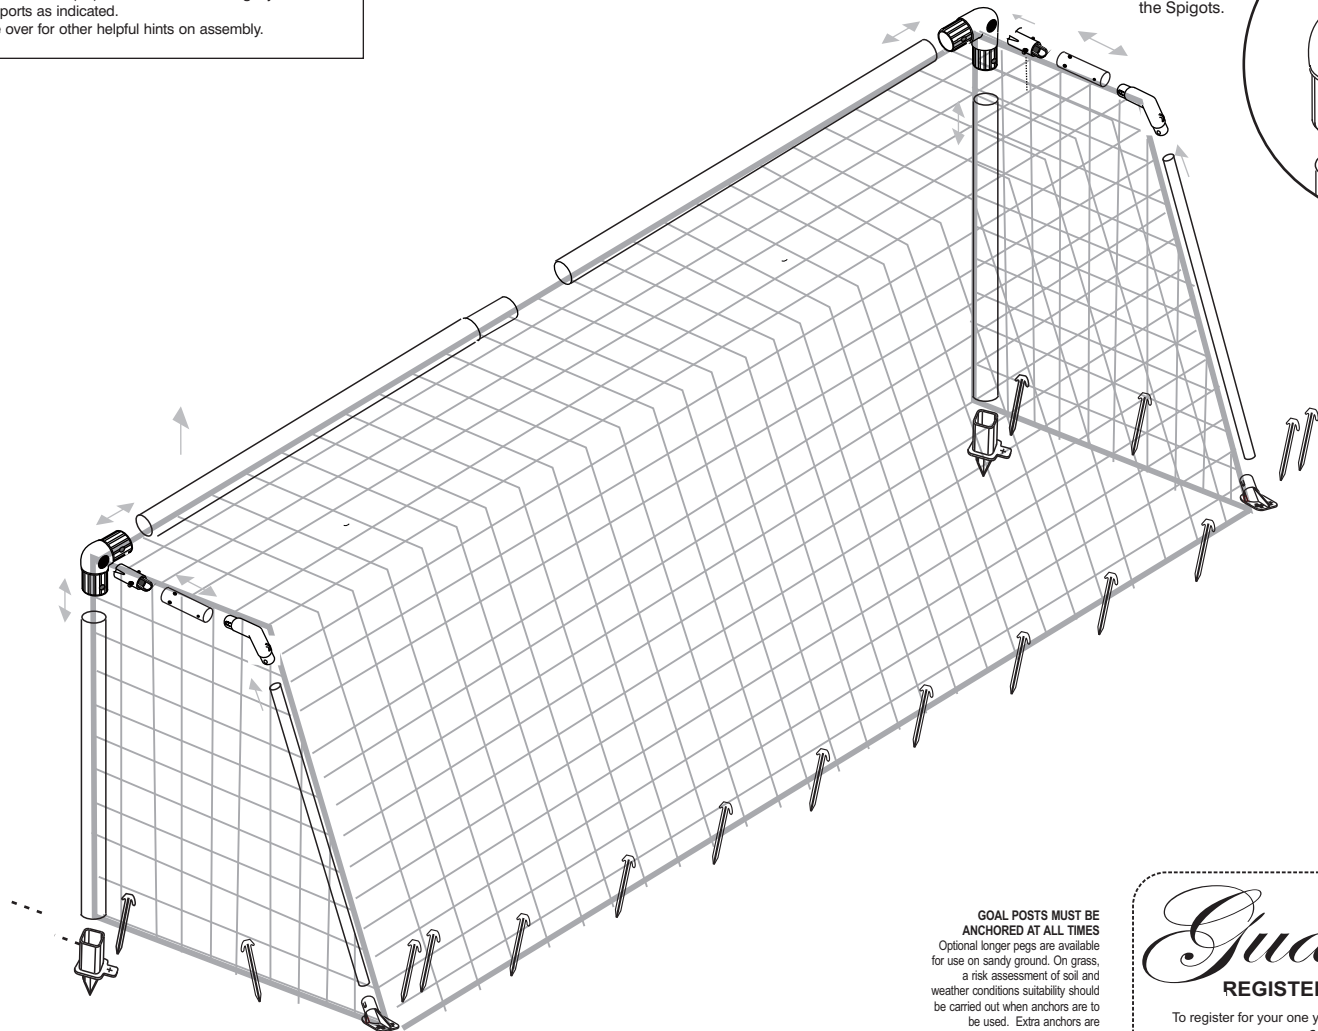 ports as indicated.
over for other helpful hints on assembly.
the Spigots.
GOAL POSTS MUST BE
ANCHORED AT ALL TIMES
Optional longer pegs are available
for use on sandy ground. On grass,
a risk assessment of soil and
weather conditions suitability should
be carried out when anchors are to
be used. Extra anchors are
Gua
REGISTE
To register for your one y